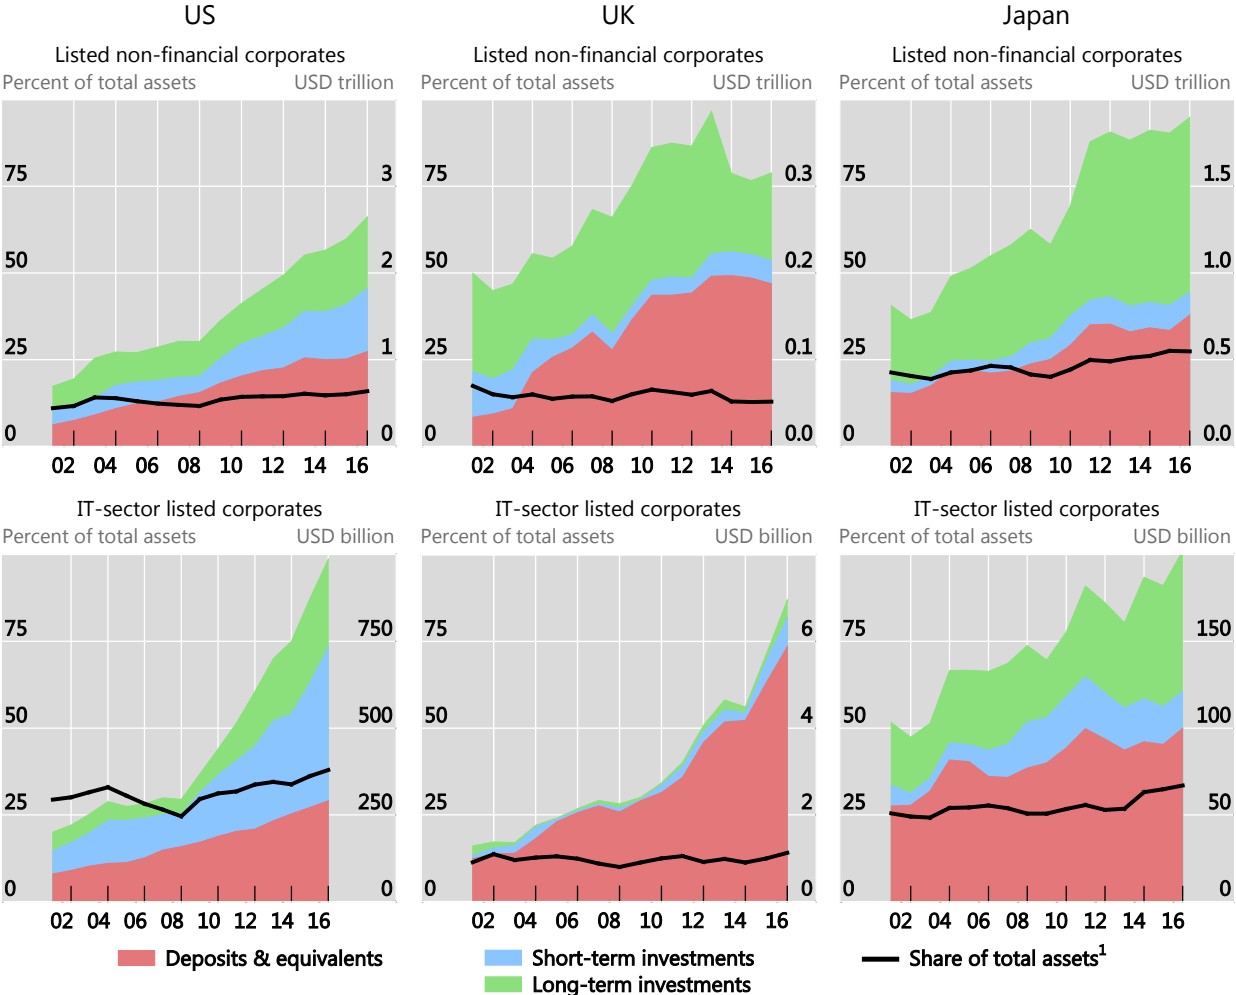 US UK Japan
Listed non-financial corporates Listed non-financial corporates Listed non-financial corporates
Percent of total assets USD trillion Percent of total assets USD trillion Percent of total assets USD trillion
75 3 75 0.3 75 1.5
50 2 50 0.2 50 1.0
25 1 25 0.1 25 0.5
0 0 0 0.0 0 0.0
02 04 06 08 10 12 14 16 02 04 06 08 10 12 14 16 02 04 06 08 10 12 14 16
IT-sector listed corporates IT-sector listed corporates IT-sector listed corporates
Percent of total assets USD billion Percent of total assets USD billion Percent of total assets USD billion
75 750 75 6 75 150
50 500 50 4 50 100
25 250 25 2 25 50
0 0 0 0 0 0
02 04 06 08 10 12 14 16 02 04 06 08 10 12 14 16 02 04 06 08 10 12 14 16
Deposits & equivalents Short-term investments Share of total assets¹
Long-term investments